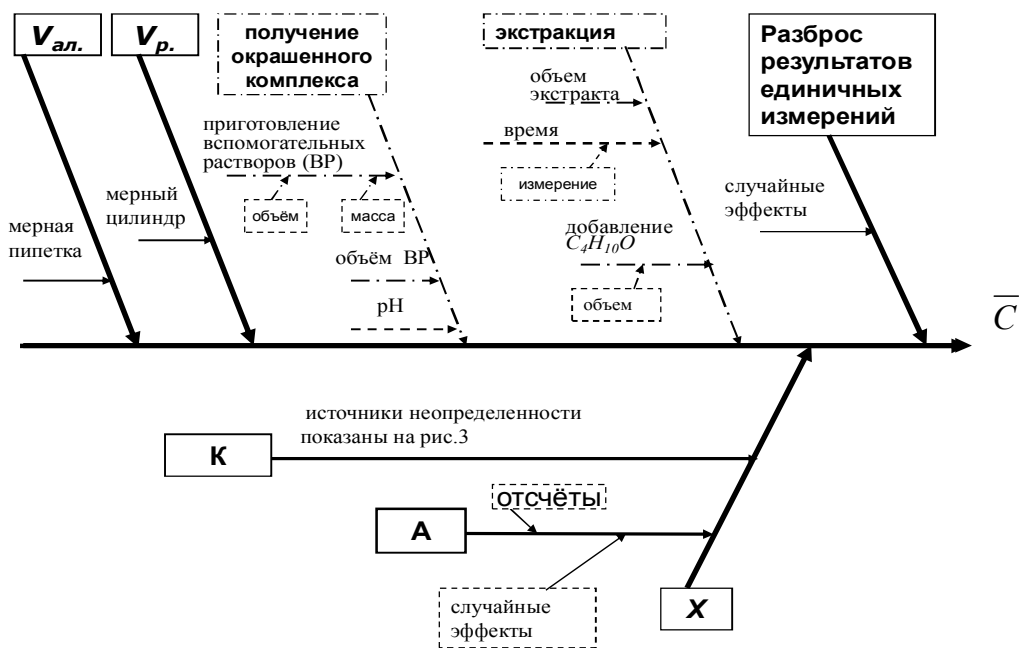 V ал.
V р.
получение
окрашенного
комплекса
экстракция
Разброс
результатов
единичных
измерений
объем
экстракта
время
измерение
приготовление
вспомогательных
растворов (ВР)
объём
масса
мерный
цилиндр
мерная
пипетка
случайные
эффекты
добавление
C4H10O
объем
объём ВР
pH
C
источники неопределенности
показаны на рис.3
К
отсчёты
А
случайные
эффекты
X